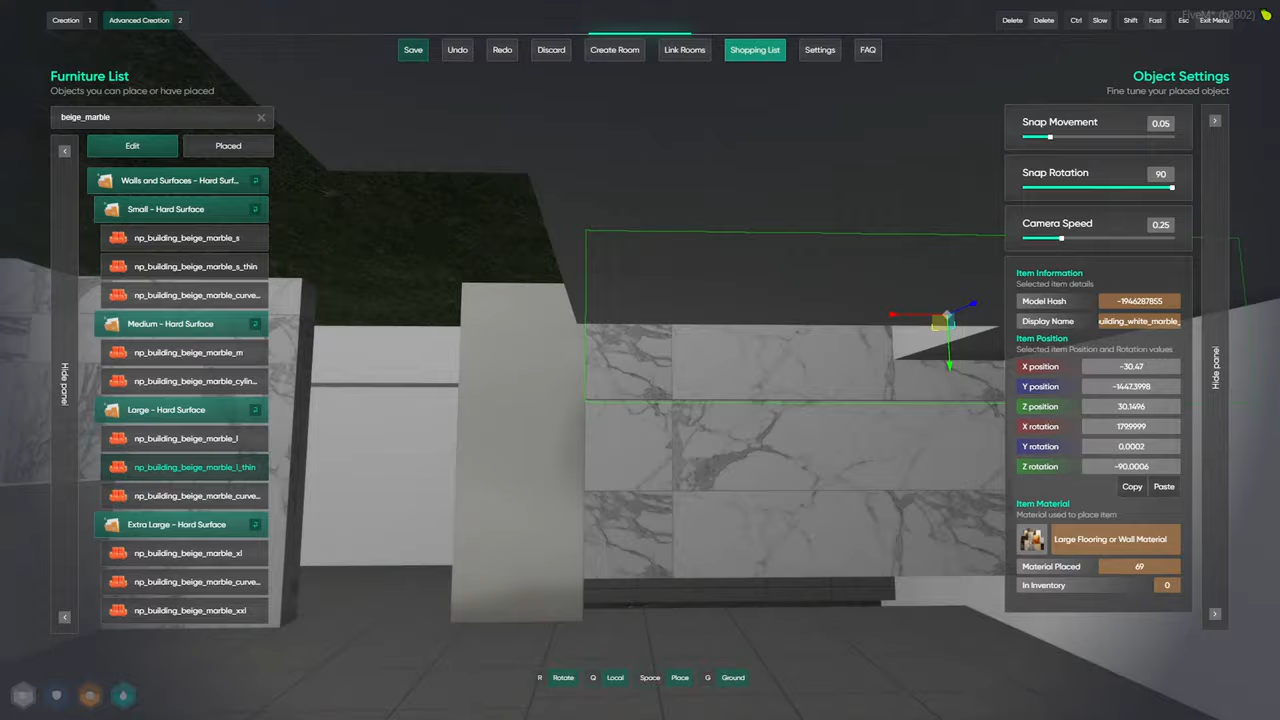 Creation 1 Advanced Creation 2
FiveM* (b2802)
Delete Delete Ctrl Slow Shift Fast Esc Exit Menu
Save Undo Redo Discard Create Room Link Rooms Shopping List Settings FAQ
Furniture List
Objects you can place or have placed
beige_marble
Edit Placed
Walls and Surfaces - Hard Surf...
Small - Hard Surface
np_building_beige_marble_s
np_building_beige_marble_s_thin
np_building_beige_marble_curve...
Medium - Hard Surface
np_building_beige_marble_m
np_building_beige_marble_cylin...
Large - Hard Surface
np_building_beige_marble_l
np_building_beige_marble_l_thin
np_building_beige_marble_curve...
Extra Large - Hard Surface
np_building_beige_marble_xl
np_building_beige_marble_curve...
np_building_beige_marble_xxl
Hide panel
Object Settings
Fine tune your placed object
Snap Movement 0.05
Snap Rotation 90
Camera Speed 0.25
Item Information
Selected item details
Model Hash -1946287855
Display Name uilding_white_marble_
Item Position
Selected item Position and Rotation values
X position -30.47
Y position -1447.3998
Z position 30.1496
X rotation 179.9999
Y rotation 0.0002
Z rotation -90.0006
Copy Paste
Item Material
Material used to place item
Large Flooring or Wall Material
Material Placed 69
In Inventory 0
Hide panel
R Rotate Q Local Space Place G Ground